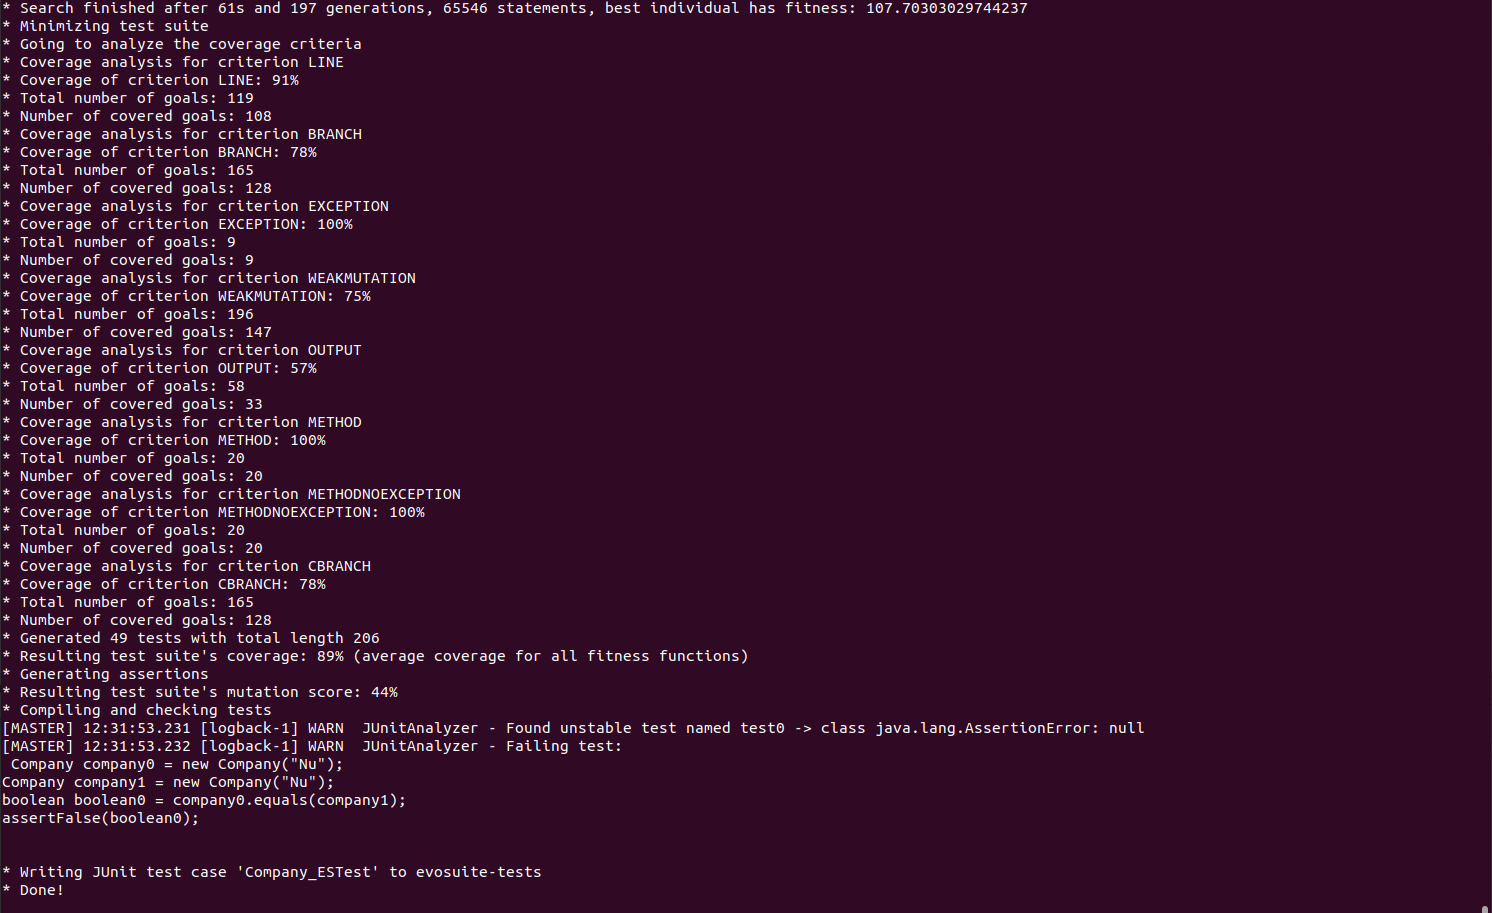 * Search finished after 61s and 197 generations, 65546 statements, best individual has fitness: 107.70303029744237
* Minimizing test suite
* Going to analyze the coverage criteria
* Coverage analysis for criterion LINE
* Coverage of criterion LINE: 91%
* Total number of goals: 119
* Number of covered goals: 108
* Coverage analysis for criterion BRANCH
* Coverage of criterion BRANCH: 78%
* Total number of goals: 165
* Number of covered goals: 128
* Coverage analysis for criterion EXCEPTION
* Coverage of criterion EXCEPTION: 100%
* Total number of goals: 9
* Number of covered goals: 9
* Coverage analysis for criterion WEAKMUTATION
* Coverage of criterion WEAKMUTATION: 75%
* Total number of goals: 196
* Number of covered goals: 147
* Coverage analysis for criterion OUTPUT
* Coverage of criterion OUTPUT: 57%
* Total number of goals: 58
* Number of covered goals: 33
* Coverage analysis for criterion METHOD
* Coverage of criterion METHOD: 100%
* Total number of goals: 20
* Number of covered goals: 20
* Coverage analysis for criterion METHODNOEXCEPTION
* Coverage of criterion METHODNOEXCEPTION: 100%
* Total number of goals: 20
* Number of covered goals: 20
* Coverage analysis for criterion CBRANCH
* Coverage of criterion CBRANCH: 78%
* Total number of goals: 165
* Number of covered goals: 128
* Generated 49 tests with total length 206
* Resulting test suite's coverage: 89% (average coverage for all fitness functions)
* Generating assertions
* Resulting test suite's mutation score: 44%
* Compiling and checking tests
[MASTER] 12:31:53.231 [logback-1] WARN  JUnitAnalyzer - Found unstable test named test0 -> class java.lang.AssertionError: null
[MASTER] 12:31:53.232 [logback-1] WARN  JUnitAnalyzer - Failing test:
 Company company0 = new Company("Nu");
Company company1 = new Company("Nu");
boolean boolean0 = company0.equals(company1);
assertFalse(boolean0);
* Writing JUnit test case 'Company_ESTest' to evosuite-tests
* Done!